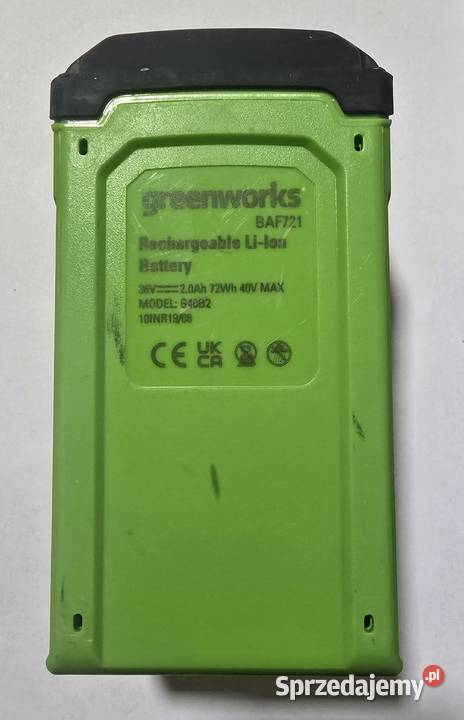 greenworks
BAF721
Rechargeable Li-Ion
Battery
36V⎓2.0Ah 72Wh 40V MAX
MODEL: G40B2
10INR19/66
CE UK CA
Sprzedajemy.pl